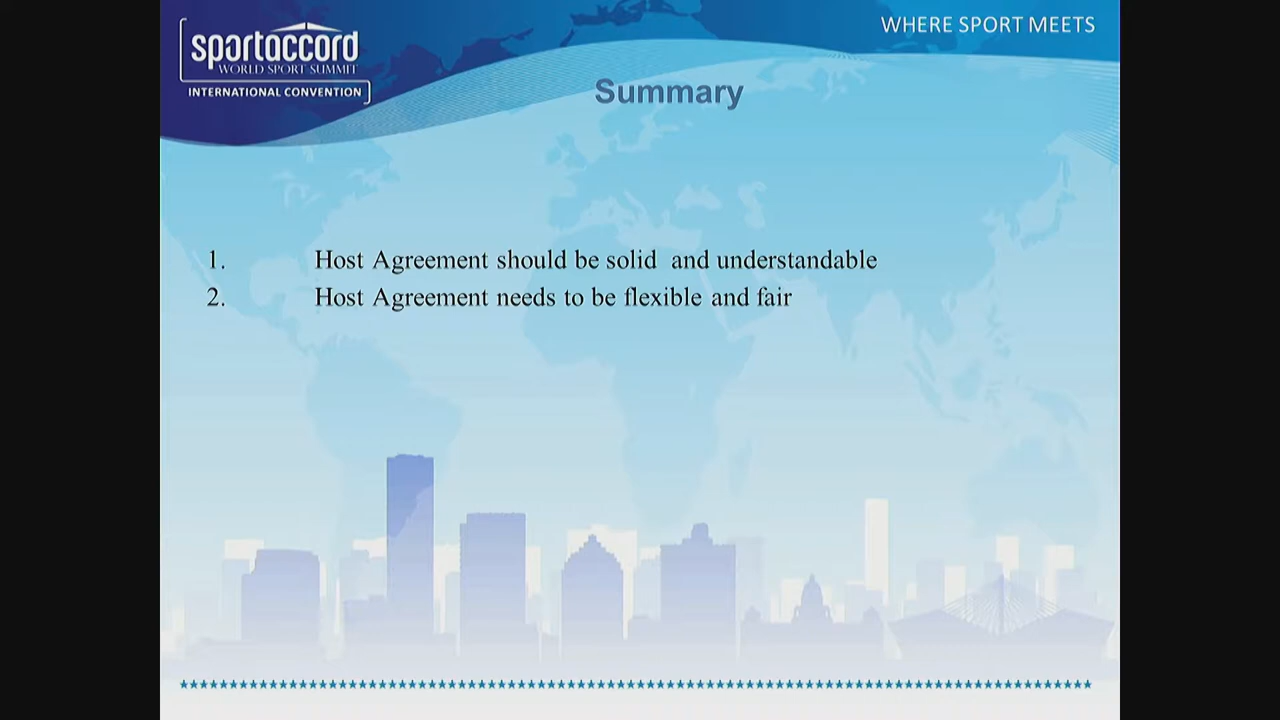 WHERE SPORT MEETS
sportaccord
WORLD SPORT SUMMIT
INTERNATIONAL CONVENTION
Summary
1. Host Agreement should be solid and understandable
2. Host Agreement needs to be flexible and fair